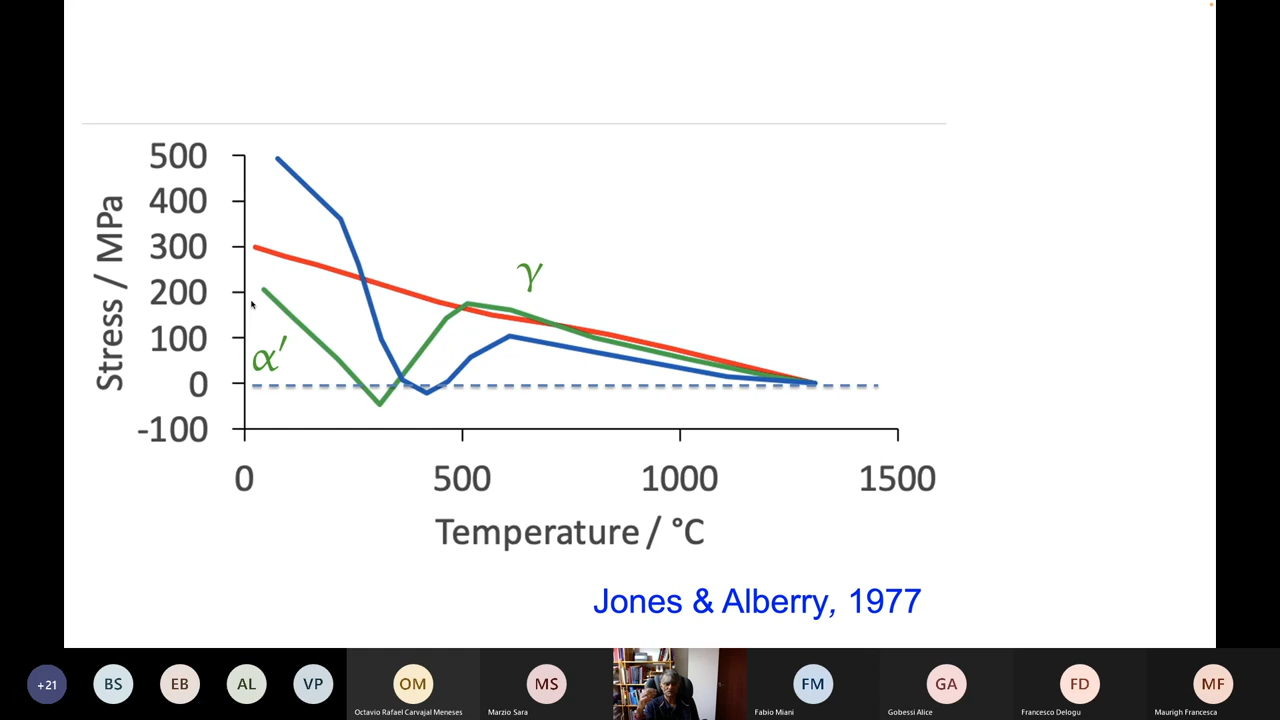 500
400
300
200
100
0
-100
Stress / MPa
γ
α′
0 500 1000 1500
Temperature / °C
Jones & Alberry, 1977
+21 BS EB AL VP OM MS FM GA FD MF
Octavio Rafael Carvajal Meneses Marzio Sara Fabio Miani Gobessi Alice Francesco Delogu Maurigh Francesca